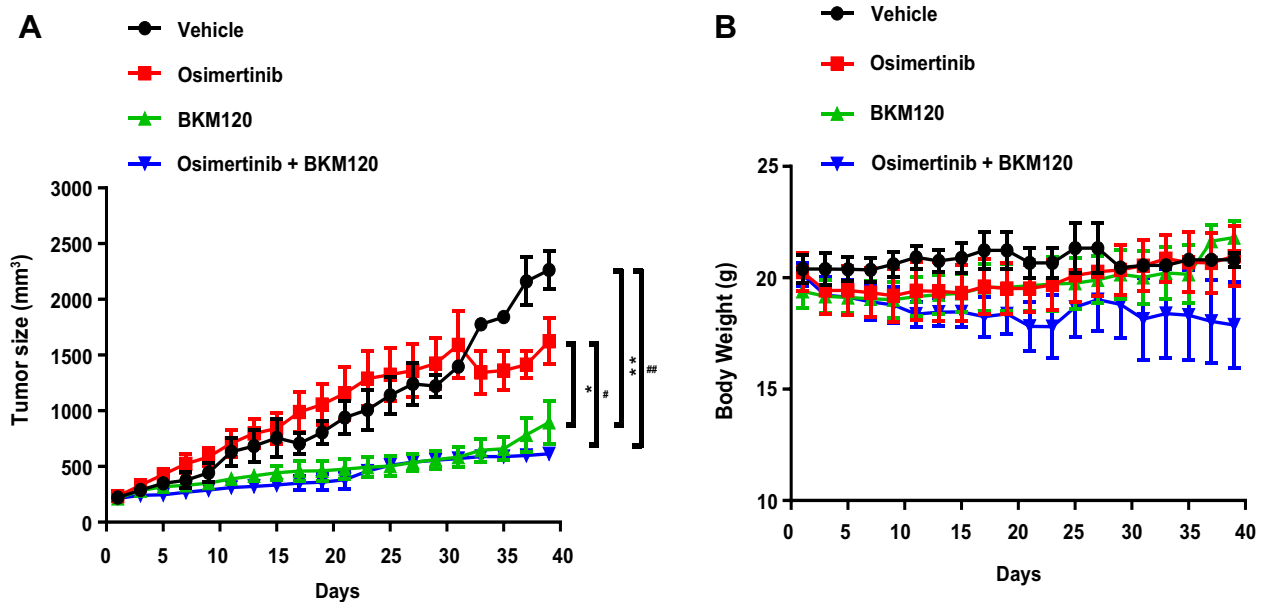 A
Vehicle
Osimertinib
BKM120
Osimertinib + BKM120
3000
2500
2000
1500
1000
500
0
Tumor size (mm³)
0 5 10 15 20 25 30 35 40
Days
*
#
**
##
B
Vehicle
Osimertinib
BKM120
Osimertinib + BKM120
25
20
15
10
Body Weight (g)
0 5 10 15 20 25 30 35 40
Days